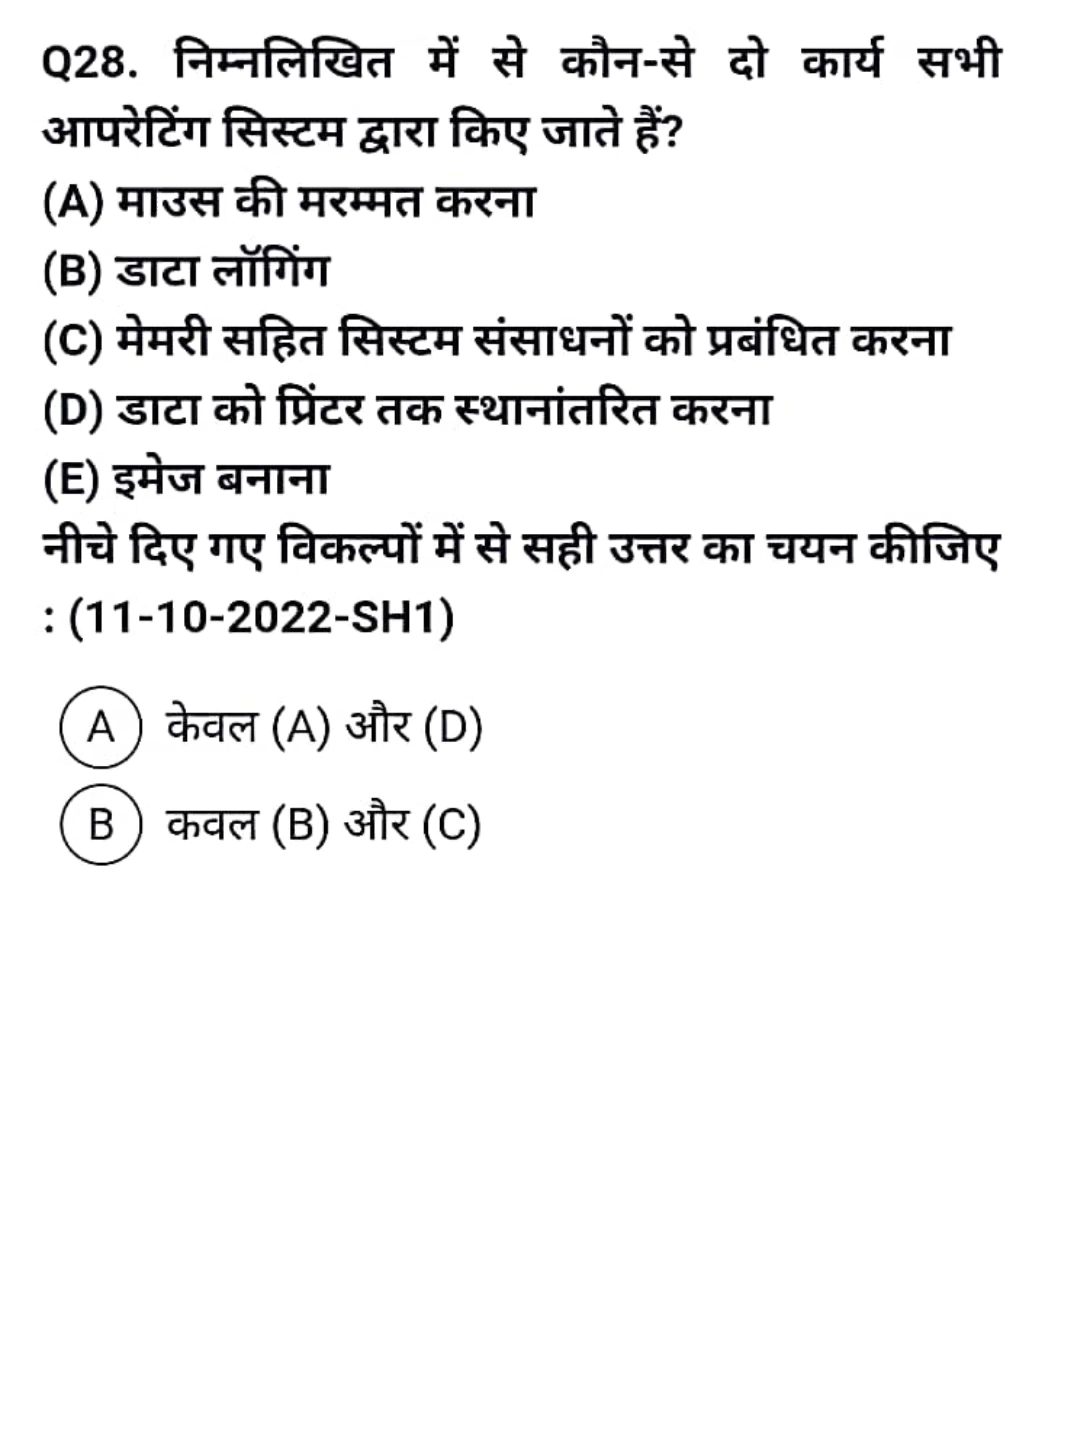 Q28. निम्नलिखित में से कौन-से दो कार्य सभी
आपरेटिंग सिस्टम द्वारा किए जाते हैं?
(A) माउस की मरम्मत करना
(B) डाटा लॉगिंग
(C) मेमरी सहित सिस्टम संसाधनों को प्रबंधित करना
(D) डाटा को प्रिंटर तक स्थानांतरित करना
(E) इमेज बनाना
नीचे दिए गए विकल्पों में से सही उत्तर का चयन कीजिए
: (11-10-2022-SH1)
A केवल (A) और (D)
B कवल (B) और (C)